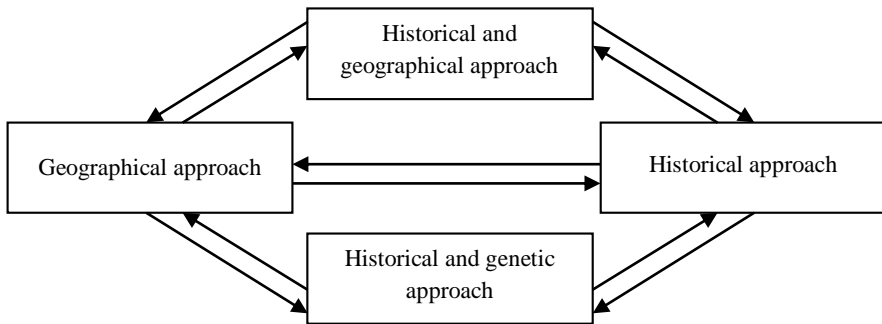 Historical and
geographical approach
Geographical approach
Historical approach
Historical and genetic
approach